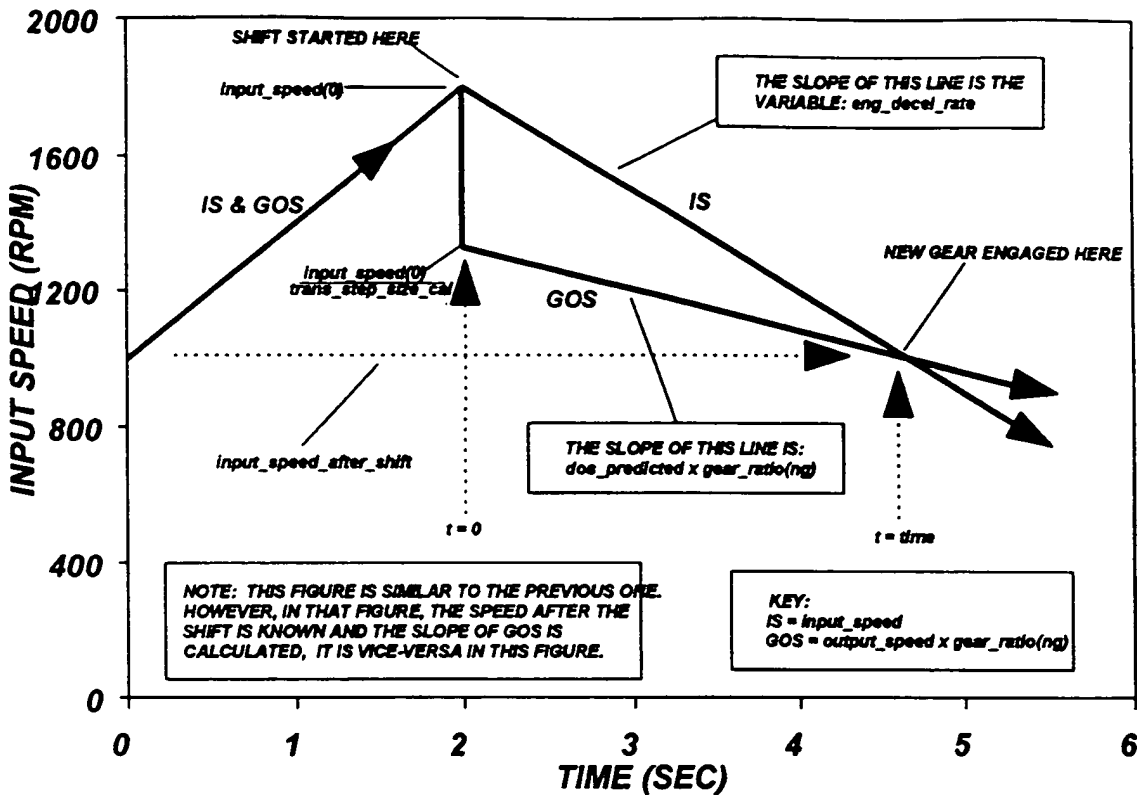 2000
SHIFT STARTED HERE
input_speed(0)
THE SLOPE OF THIS LINE IS THE
VARIABLE: eng_decel_rate
1600
IS & GOS
IS
NEW GEAR ENGAGED HERE
input_speed(0)
trans_step_size_cal
1200
GOS
INPUT SPEED (RPM)
800
input_speed_after_shift
THE SLOPE OF THIS LINE IS:
dos_predicted x gear_ratio(ng)
t = 0
t = time
400
NOTE: THIS FIGURE IS SIMILAR TO THE PREVIOUS ONE.
HOWEVER, IN THAT FIGURE, THE SPEED AFTER THE
SHIFT IS KNOWN AND THE SLOPE OF GOS IS
CALCULATED, IT IS VICE-VERSA IN THIS FIGURE.
KEY:
IS = input_speed
GOS = output_speed x gear_ratio(ng)
0
0 1 2 3 4 5 6
TIME (SEC)